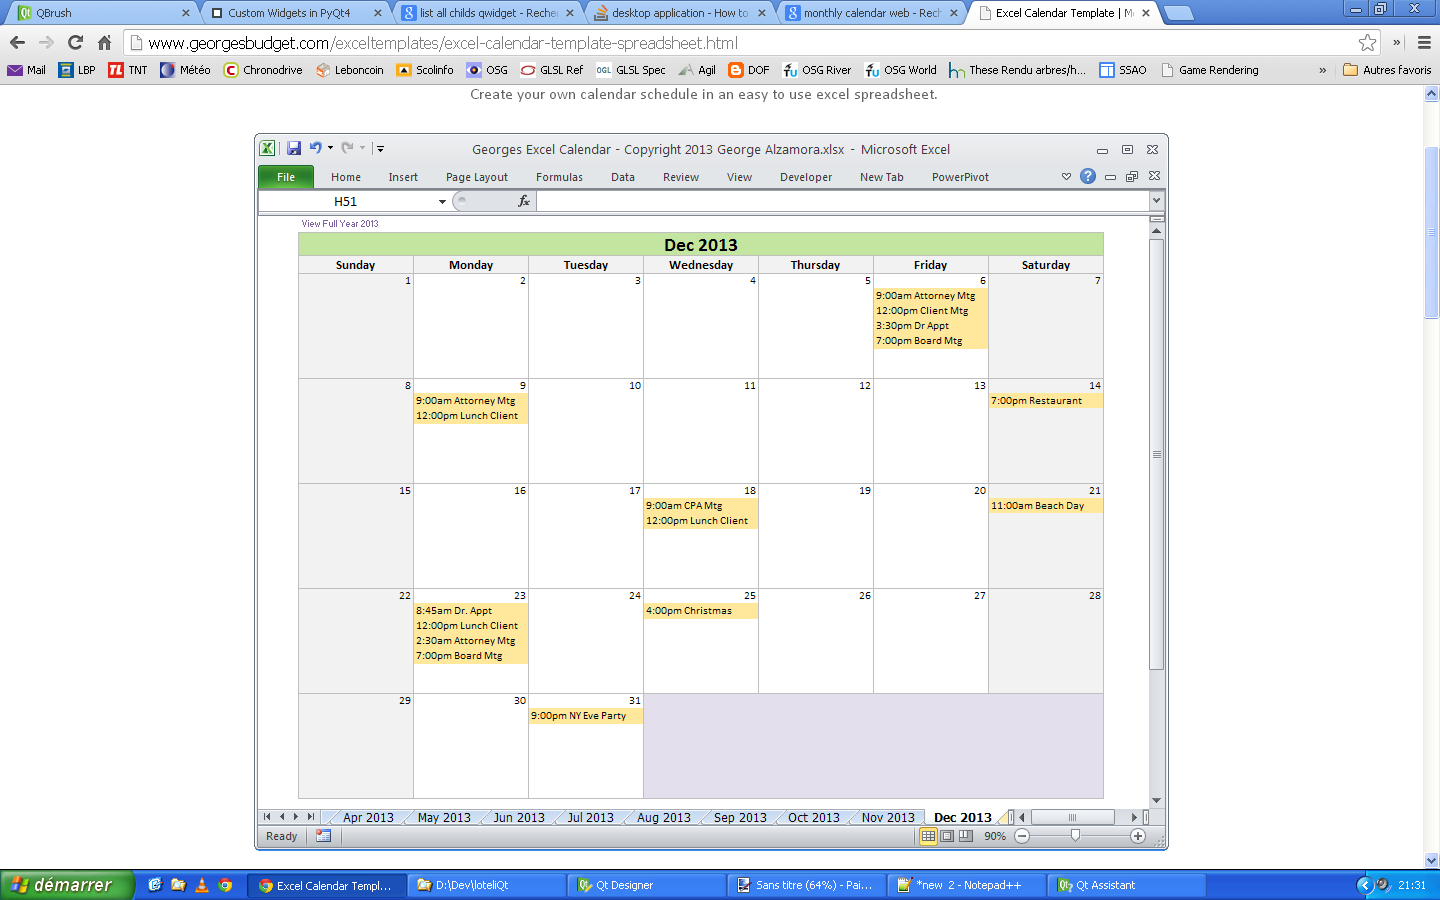 QBrush
Custom Widgets in PyQt4
list all childs qwidget - Reche
desktop application - How to
monthly calendar web - Rech
Excel Calendar Template | M
www.georgesbudget.com/exceltemplates/excel-calendar-template-spreadsheet.html
Mail LBP TNT Météo Chronodrive Leboncoin Scolinfo OSG GLSL Ref GLSL Spec Agil DOF OSG River OSG World These Rendu arbres/h... SSAO Game Rendering » Autres favoris
Create your own calendar schedule in an easy to use excel spreadsheet.
Georges Excel Calendar - Copyright 2013 George Alzamora.xlsx - Microsoft Excel
File Home Insert Page Layout Formulas Data Review View Developer New Tab PowerPivot
H51 fx
View Full Year 2013
Dec 2013
Sunday Monday Tuesday Wednesday Thursday Friday Saturday
1 2 3 4 5 6 7
9:00am Attorney Mtg
12:00pm Client Mtg
3:30pm Dr Appt
7:00pm Board Mtg
8 9 10 11 12 13 14
9:00am Attorney Mtg 7:00pm Restaurant
12:00pm Lunch Client
15 16 17 18 19 20 21
9:00am CPA Mtg 11:00am Beach Day
12:00pm Lunch Client
22 23 24 25 26 27 28
8:45am Dr. Appt 4:00pm Christmas
12:00pm Lunch Client
2:30am Attorney Mtg
7:00pm Board Mtg
29 30 31
9:00pm NY Eve Party
Apr 2013 May 2013 Jun 2013 Jul 2013 Aug 2013 Sep 2013 Oct 2013 Nov 2013 Dec 2013
Ready 90%
démarrer Excel Calendar Templ... D:\Dev\loteliQt Qt Designer Sans titre (64%) - Pai... *new 2 - Notepad++ Qt Assistant 21:31